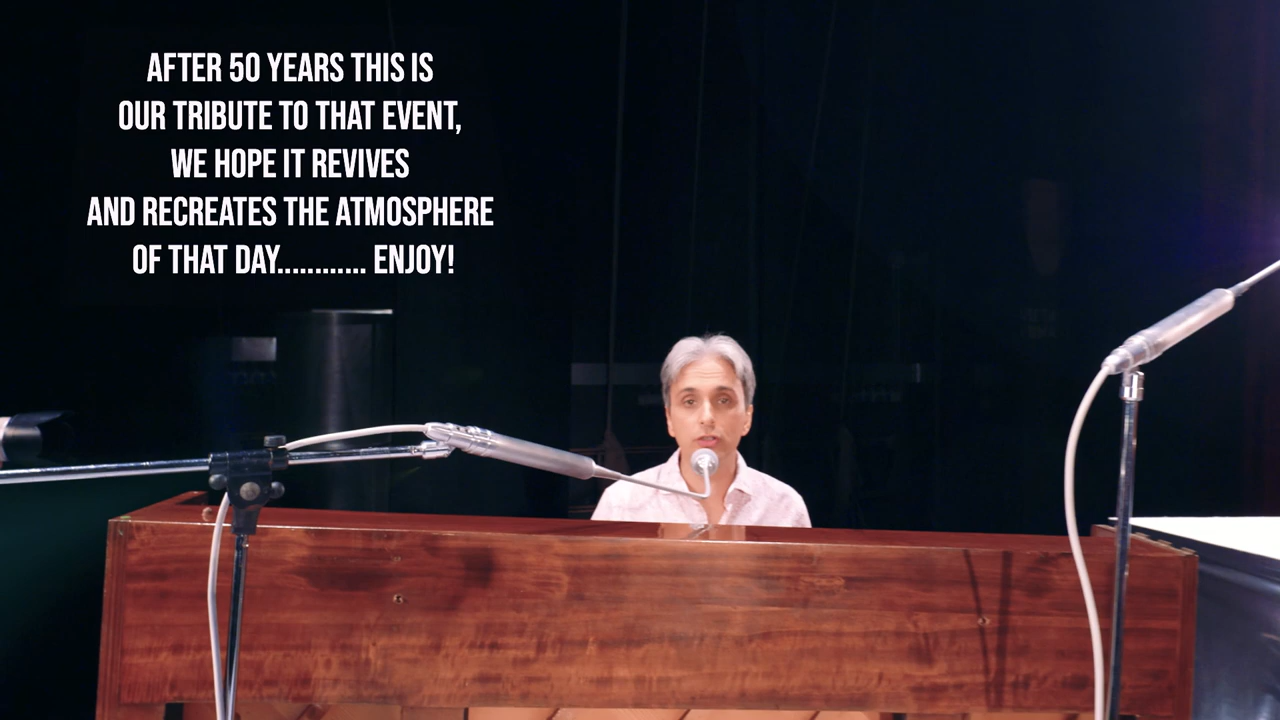 AFTER 50 YEARS THIS IS
OUR TRIBUTE TO THAT EVENT,
WE HOPE IT REVIVES
AND RECREATES THE ATMOSPHERE
OF THAT DAY............ ENJOY!